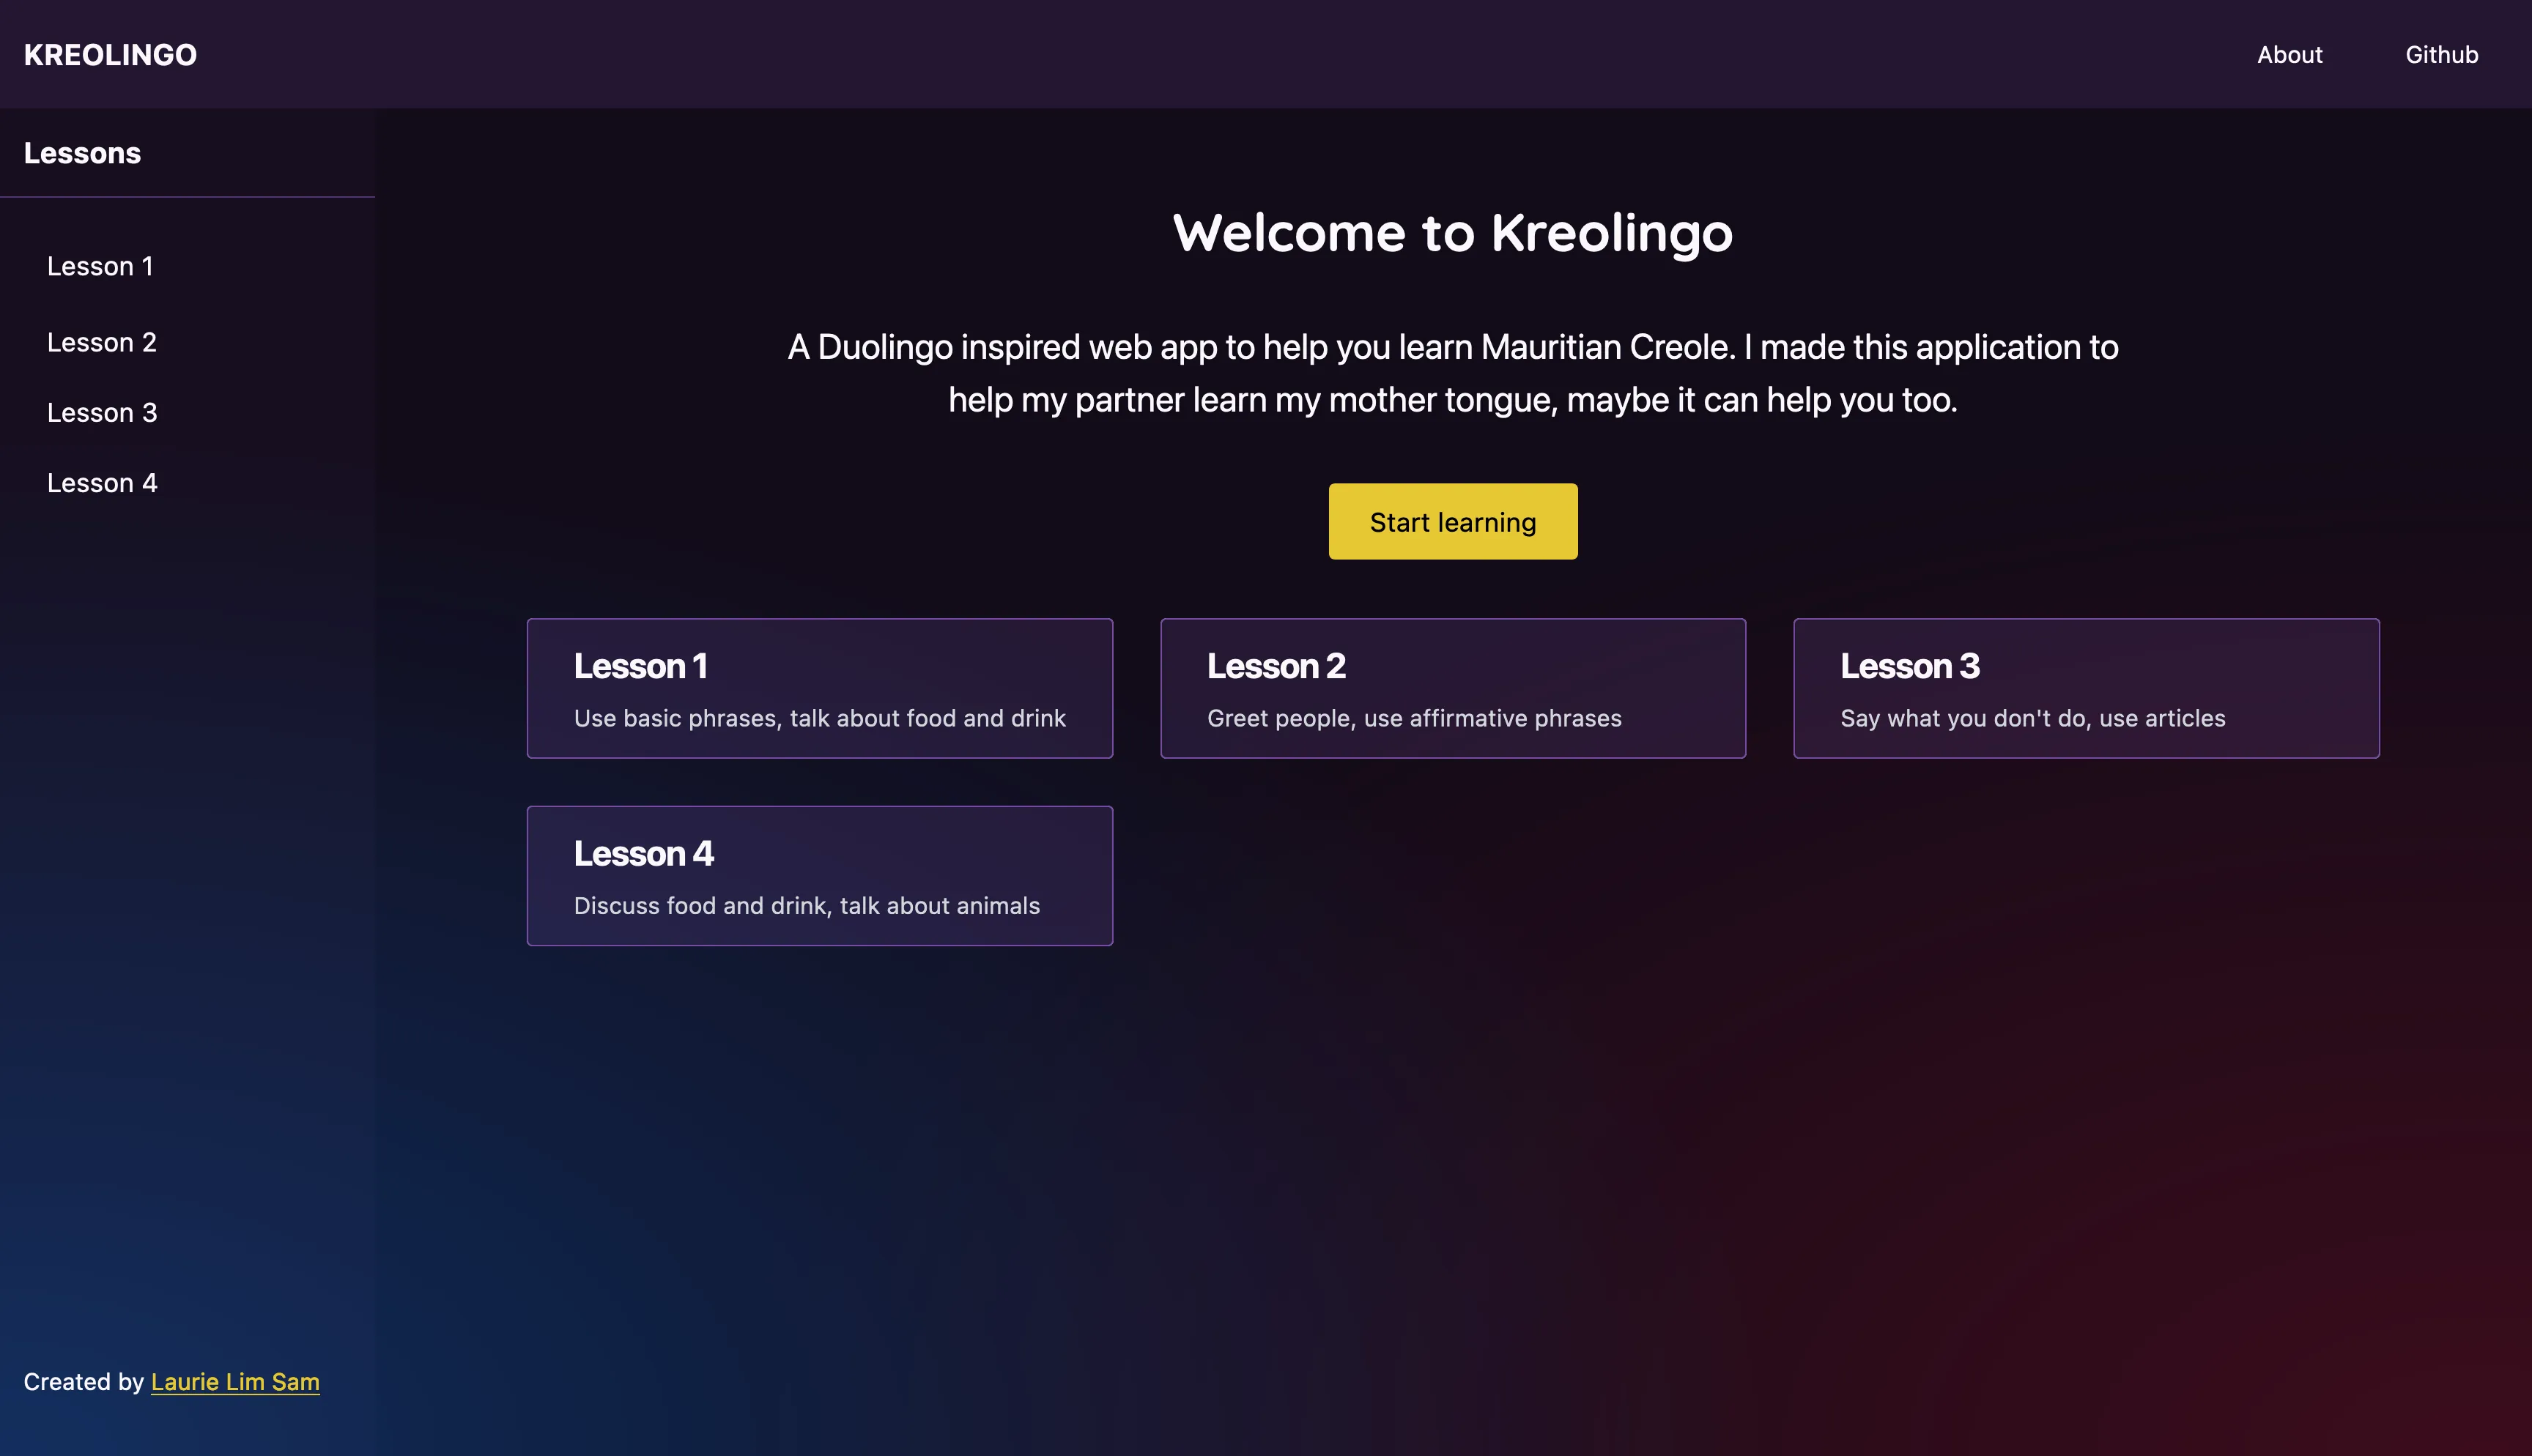 KREOLINGO
About
Github
Lessons
Lesson 1
Lesson 2
Lesson 3
Lesson 4
Created by Laurie Lim Sam
Welcome to Kreolingo
A Duolingo inspired web app to help you learn Mauritian Creole. I made this application to
help my partner learn my mother tongue, maybe it can help you too.
Start learning
Lesson 1
Use basic phrases, talk about food and drink
Lesson 2
Greet people, use affirmative phrases
Lesson 3
Say what you don't do, use articles
Lesson 4
Discuss food and drink, talk about animals